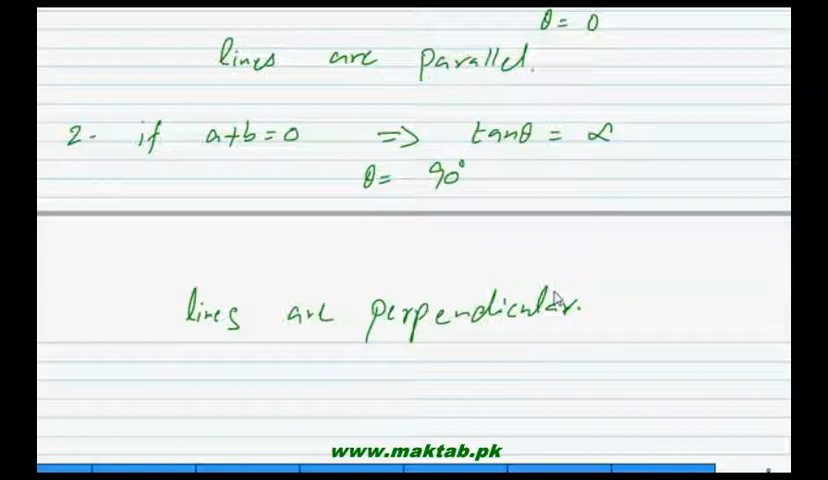 θ = 0
lines are parallel.
2- if a+b=0 => tanθ = ∞
θ = 90°
lines are perpendicular.
www.maktab.pk